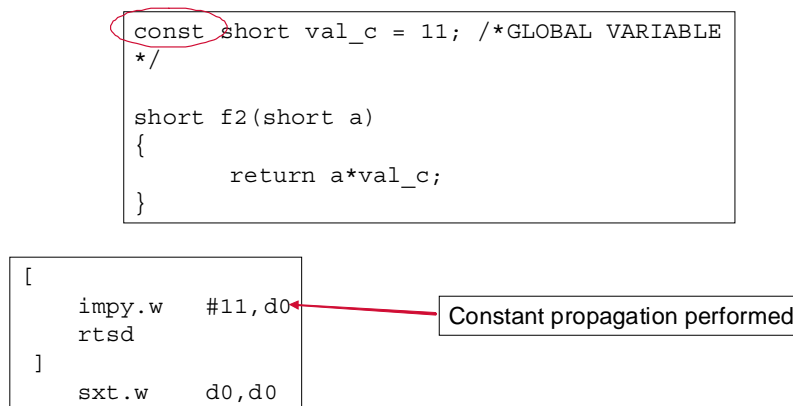 const short val_c = 11; /*GLOBAL VARIABLE
*/
short f2(short a)
{
return a*val_c;
}
[
impy.w #11,d0
rtsd
]
sxt.w d0,d0
Constant propagation performed